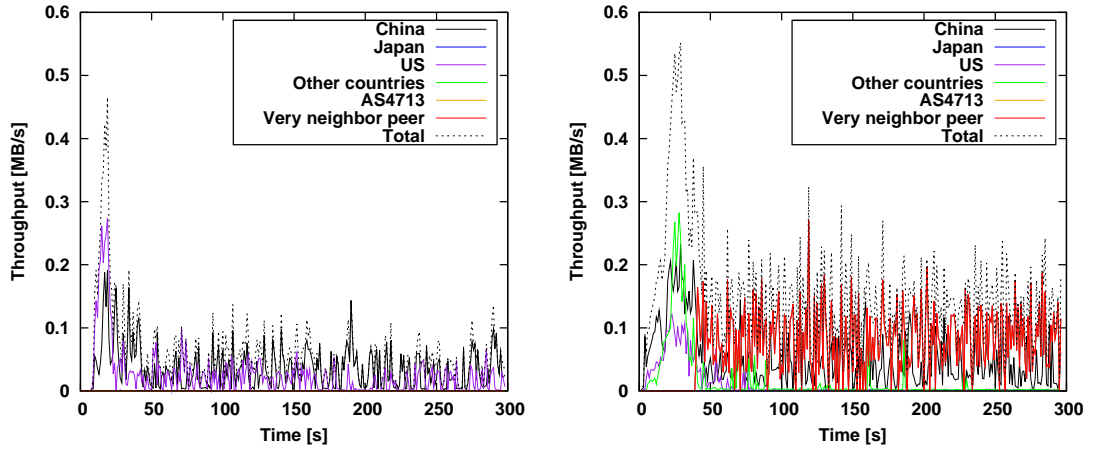 0.6
0.5
0.4
0.3
0.2
0.1
0
Throughput [MB/s]
China
Japan
US
Other countries
AS4713
Very neighbor peer
Total
0 50 100 150 200 250 300
Time [s]
0.6
0.5
0.4
0.3
0.2
0.1
0
Throughput [MB/s]
China
Japan
US
Other countries
AS4713
Very neighbor peer
Total
0 50 100 150 200 250 300
Time [s]